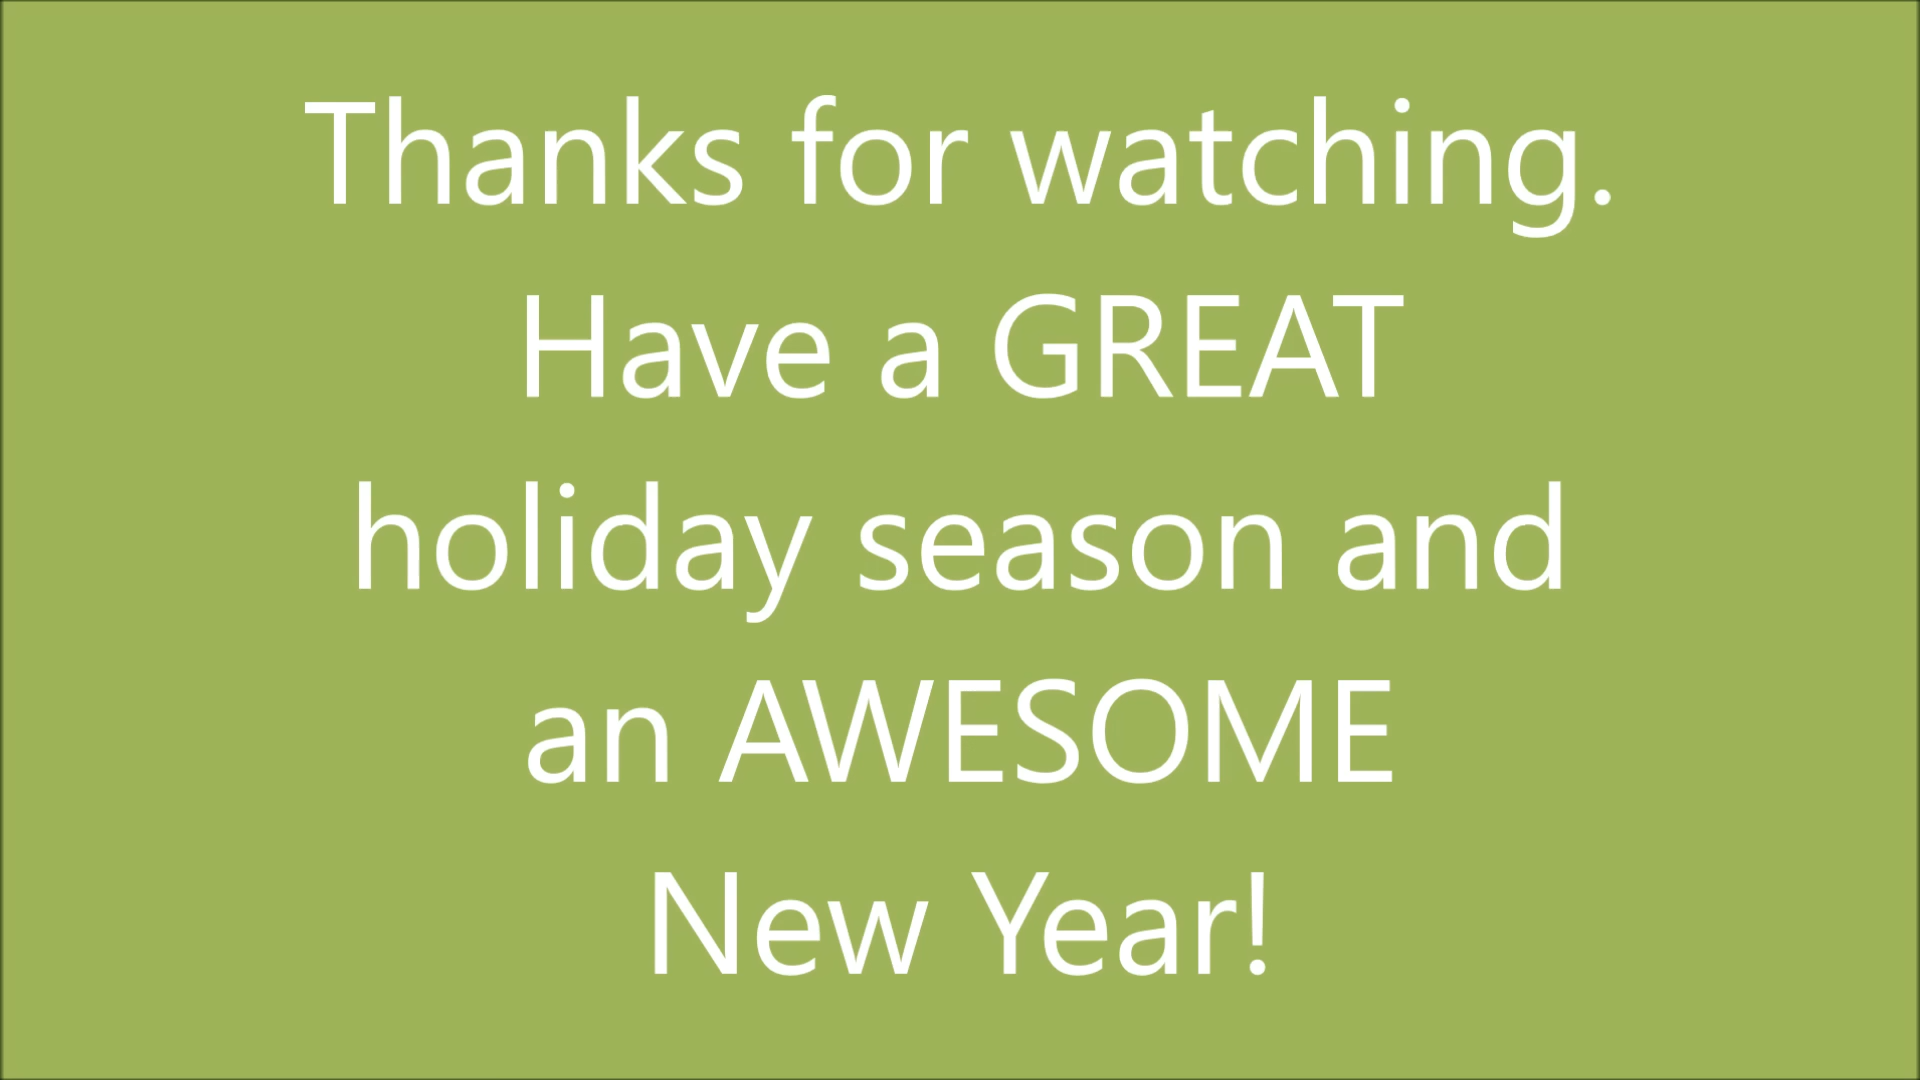 Thanks for watching.
Have a GREAT
holiday season and
an AWESOME
New Year!